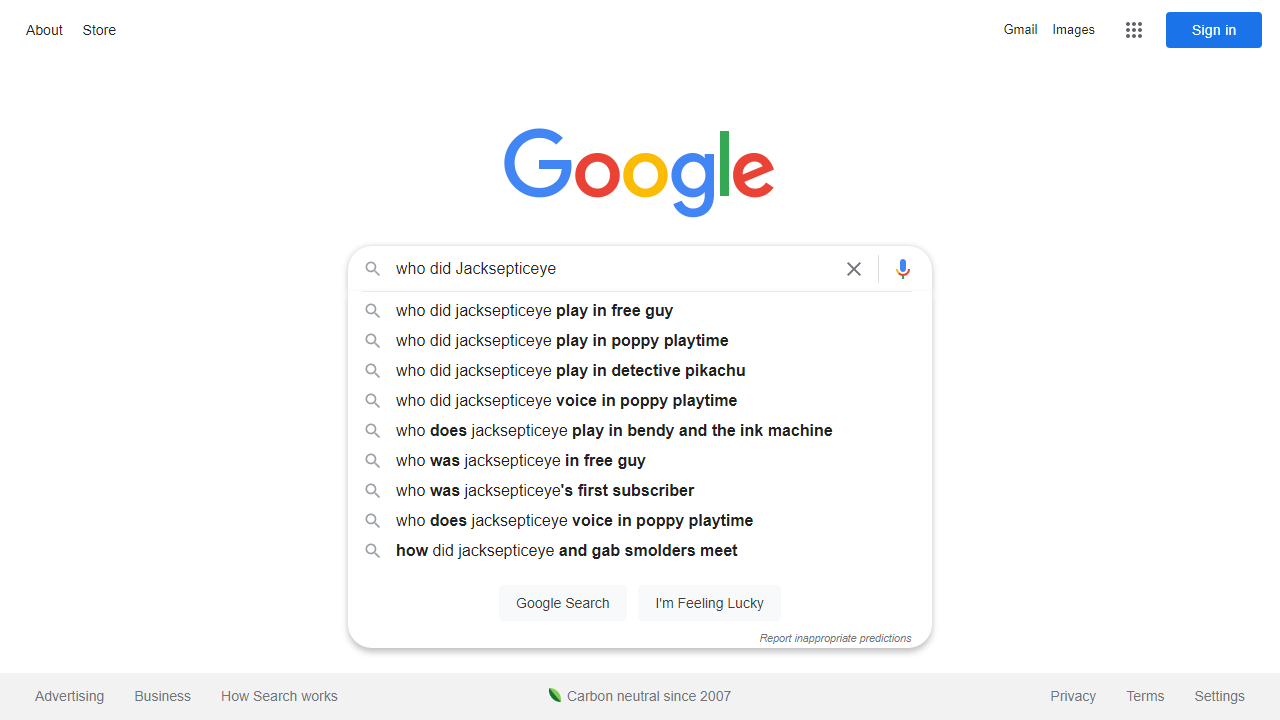 About Store Gmail Images Sign in
Google
who did Jacksepticeye
who did jacksepticeye play in free guy
who did jacksepticeye play in poppy playtime
who did jacksepticeye play in detective pikachu
who did jacksepticeye voice in poppy playtime
who does jacksepticeye play in bendy and the ink machine
who was jacksepticeye in free guy
who was jacksepticeye's first subscriber
who does jacksepticeye voice in poppy playtime
how did jacksepticeye and gab smolders meet
Google Search I'm Feeling Lucky
Report inappropriate predictions
Advertising Business How Search works Carbon neutral since 2007 Privacy Terms Settings